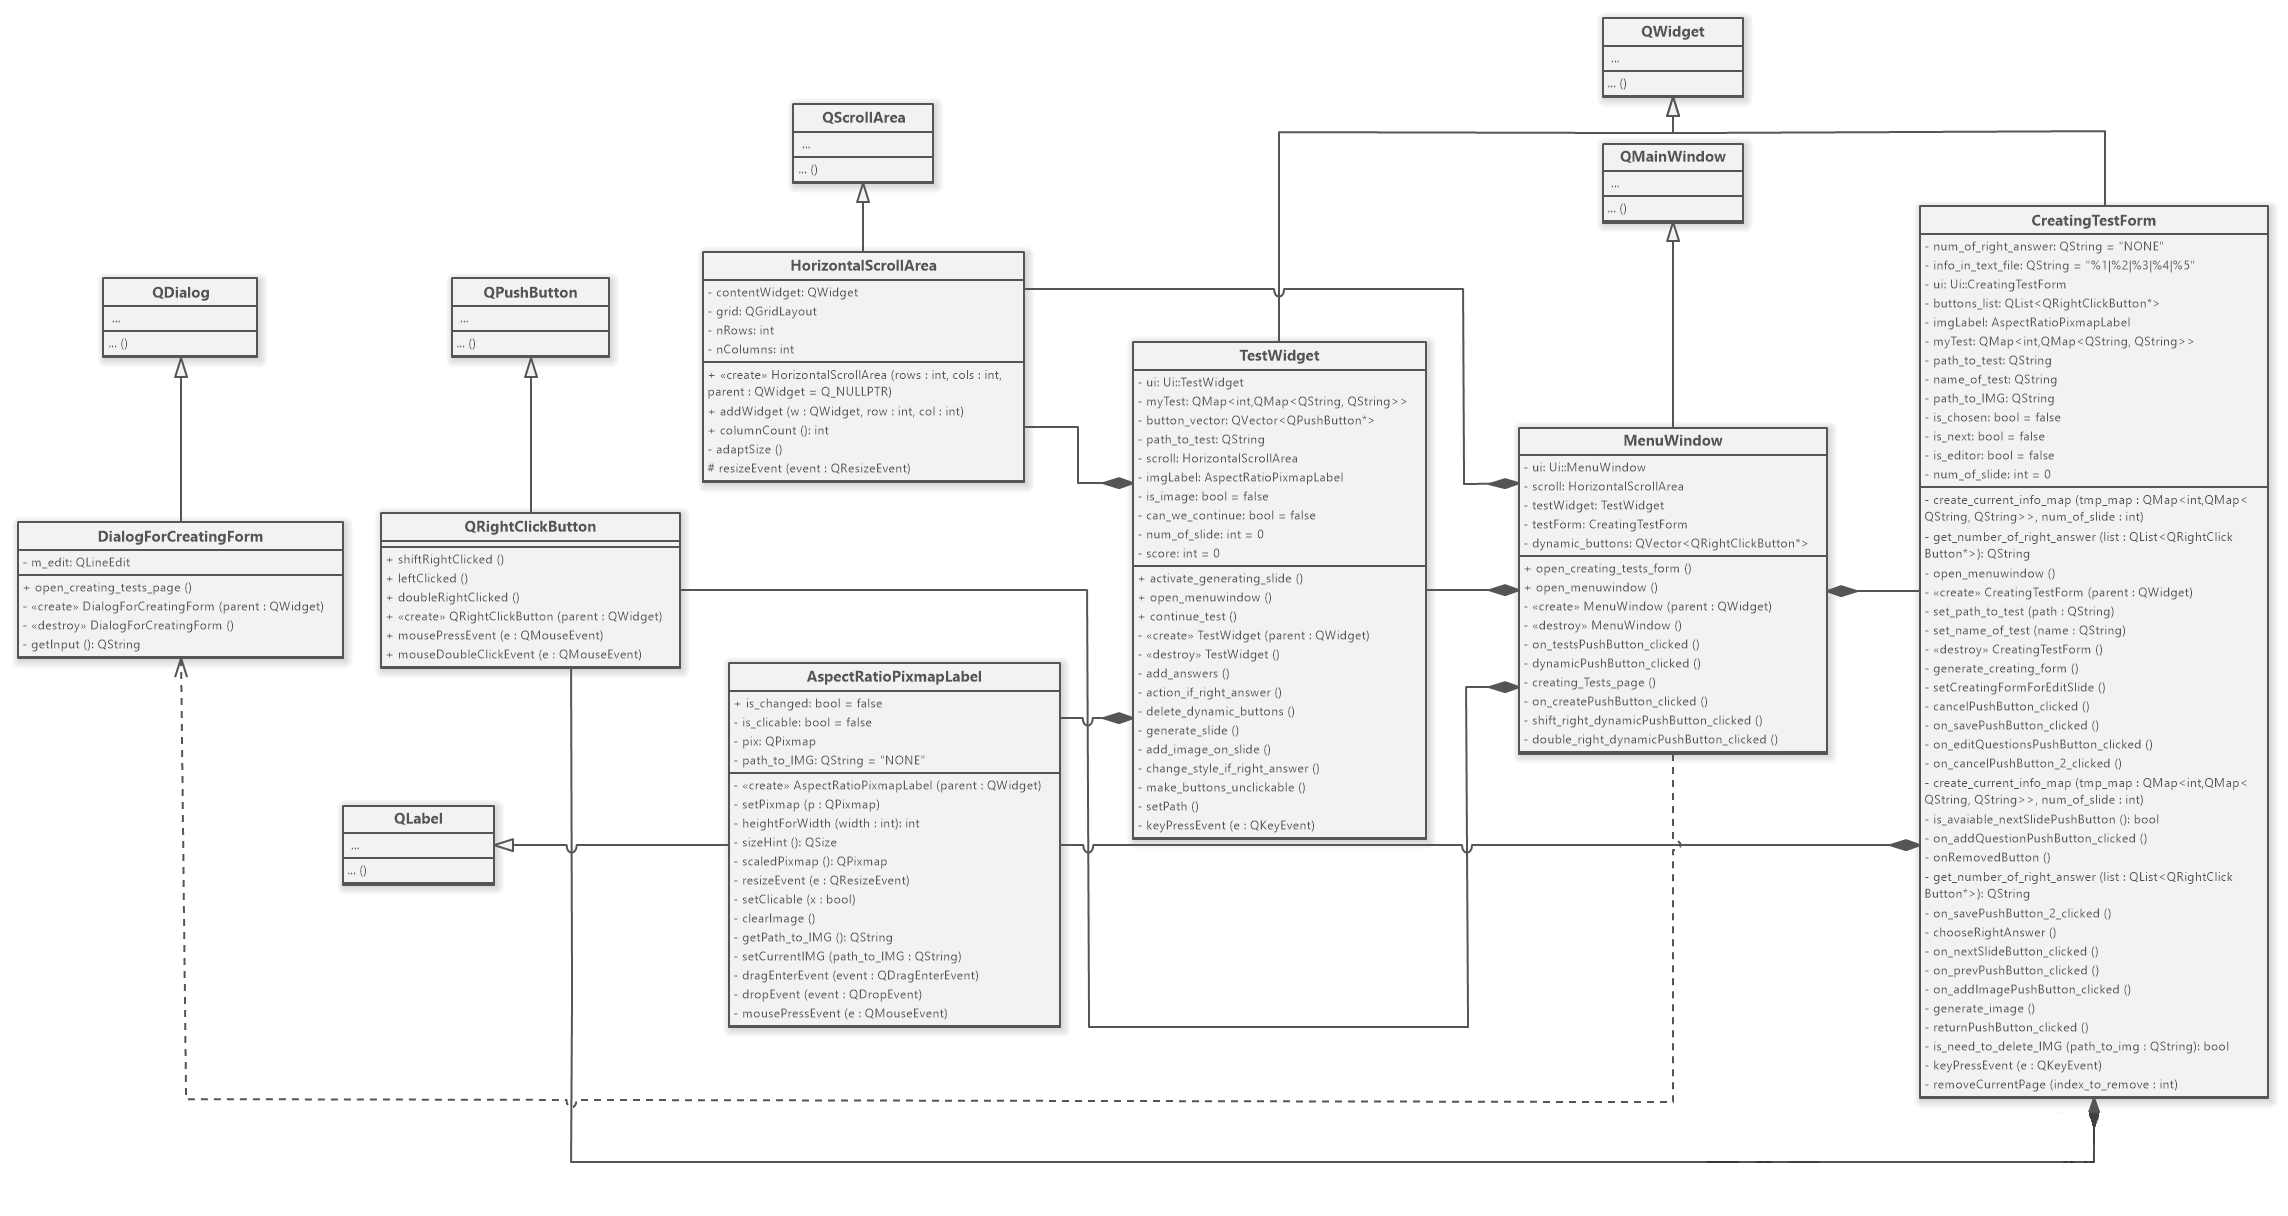 QWidget
...
... ()
QScrollArea
...
... ()
QMainWindow
...
... ()
CreatingTestForm
- num_of_right_answer: QString = "NONE"
- info_in_text_file: QString = "%1|%2|%3|%4|%5"
- ui: Ui::CreatingTestForm
- buttons_list: QList<QRightClickButton*>
- imgLabel: AspectRatioPixmapLabel
- myTest: QMap<int,QMap<QString, QString>>
- path_to_test: QString
- name_of_test: QString
- path_to_IMG: QString
- is_chosen: bool = false
- is_next: bool = false
- is_editor: bool = false
- num_of_slide: int = 0
- create_current_info_map (tmp_map : QMap<int,QMap<
QString, QString>>, num_of_slide : int)
- get_number_of_right_answer (list : QList<QRightClick
Button*>): QString
- open_menuwindow ()
- «create» CreatingTestForm (parent : QWidget)
- set_path_to_test (path : QString)
- set_name_of_test (name : QString)
- «destroy» CreatingTestForm ()
- generate_creating_form ()
- setCreatingFormForEditSlide ()
- cancelPushButton_clicked ()
- on_savePushButton_clicked ()
- on_editQuestionsPushButton_clicked ()
- on_cancelPushButton_2_clicked ()
- create_current_info_map (tmp_map : QMap<int,QMap<
QString, QString>>, num_of_slide : int)
- is_avaiable_nextSlidePushButton (): bool
- on_addQuestionPushButton_clicked ()
- onRemovedButton ()
- get_number_of_right_answer (list : QList<QRightClick
Button*>): QString
- on_savePushButton_2_clicked ()
- chooseRightAnswer ()
- on_nextSlideButton_clicked ()
- on_prevPushButton_clicked ()
- on_addImagePushButton_clicked ()
- generate_image ()
- returnPushButton_clicked ()
- is_need_to_delete_IMG (path_to_img : QString): bool
- keyPressEvent (e : QKeyEvent)
- removeCurrentPage (index_to_remove : int)
HorizontalScrollArea
- contentWidget: QWidget
- grid: QGridLayout
- nRows: int
- nColumns: int
+ «create» HorizontalScrollArea (rows : int, cols : int,
parent : QWidget = Q_NULLPTR)
+ addWidget (w : QWidget, row : int, col : int)
+ columnCount (): int
- adaptSize ()
# resizeEvent (event : QResizeEvent)
QDialog
...
... ()
QPushButton
...
... ()
TestWidget
- ui: Ui::TestWidget
- myTest: QMap<int,QMap<QString, QString>>
- button_vector: QVector<QPushButton*>
- path_to_test: QString
- scroll: HorizontalScrollArea
- imgLabel: AspectRatioPixmapLabel
- is_image: bool = false
- can_we_continue: bool = false
- num_of_slide: int = 0
- score: int = 0
+ activate_generating_slide ()
+ open_menuwindow ()
+ continue_test ()
- «create» TestWidget (parent : QWidget)
- «destroy» TestWidget ()
- add_answers ()
- action_if_right_answer ()
- delete_dynamic_buttons ()
- generate_slide ()
- add_image_on_slide ()
- change_style_if_right_answer ()
- make_buttons_unclickable ()
- setPath ()
- keyPressEvent (e : QKeyEvent)
MenuWindow
- ui: Ui::MenuWindow
- scroll: HorizontalScrollArea
- testWidget: TestWidget
- testForm: CreatingTestForm
- dynamic_buttons: QVector<QRightClickButton*>
+ open_creating_tests_form ()
+ open_menuwindow ()
- «create» MenuWindow (parent : QWidget)
- «destroy» MenuWindow ()
- on_testsPushButton_clicked ()
- dynamicPushButton_clicked ()
- creating_Tests_page ()
- on_createPushButton_clicked ()
- shift_right_dynamicPushButton_clicked ()
- double_right_dynamicPushButton_clicked ()
DialogForCreatingForm
- m_edit: QLineEdit
+ open_creating_tests_page ()
- «create» DialogForCreatingForm (parent : QWidget)
- «destroy» DialogForCreatingForm ()
- getInput (): QString
QRightClickButton
+ shiftRightClicked ()
+ leftClicked ()
+ doubleRightClicked ()
+ «create» QRightClickButton (parent : QWidget)
+ mousePressEvent (e : QMouseEvent)
+ mouseDoubleClickEvent (e : QMouseEvent)
AspectRatioPixmapLabel
+ is_changed: bool = false
- is_clicable: bool = false
- pix: QPixmap
- path_to_IMG: QString = "NONE"
- «create» AspectRatioPixmapLabel (parent : QWidget)
- setPixmap (p : QPixmap)
- heightForWidth (width : int): int
- sizeHint (): QSize
- scaledPixmap (): QPixmap
- resizeEvent (e : QResizeEvent)
- setClicable (x : bool)
- clearImage ()
- getPath_to_IMG (): QString
- setCurrentIMG (path_to_IMG : QString)
- dragEnterEvent (event : QDragEnterEvent)
- dropEvent (event : QDropEvent)
- mousePressEvent (e : QMouseEvent)
QLabel
...
... ()